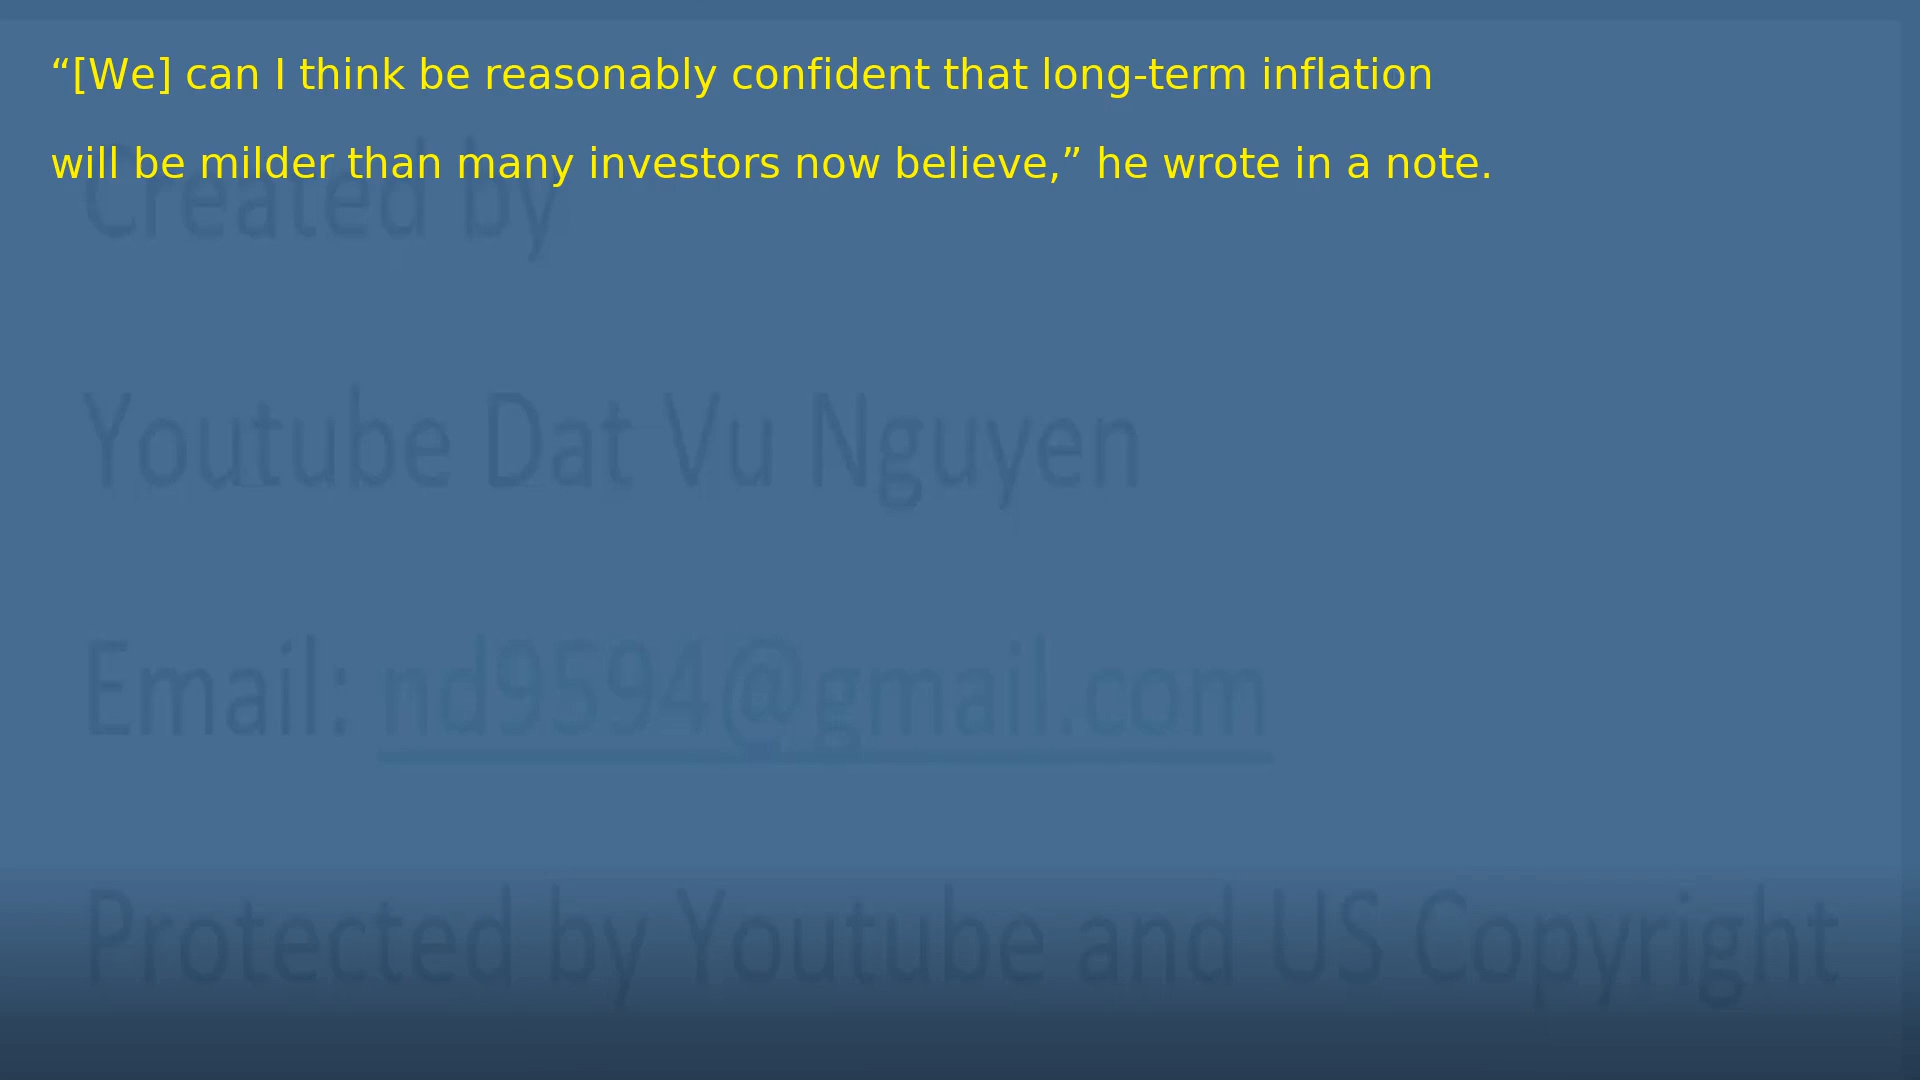 “[We] can I think be reasonably confident that long-term inflation
will be milder than many investors now believe,” he wrote in a note.
Created by
Youtube Dat Vu Nguyen
Email: nd9594@gmail.com
Protected by Youtube and US Copyright